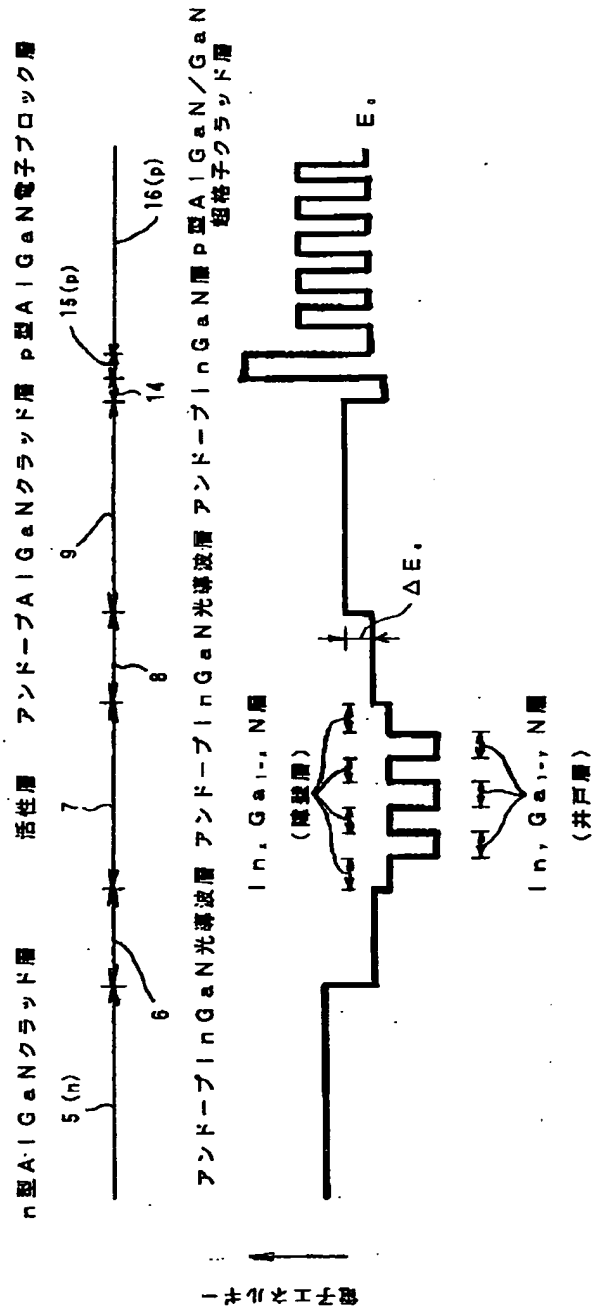 n型AlGaNクラッド層 活性層 アンドープAlGaNクラッド層 p型AlGaN電子ブロック層
5(n) 6 7 8 9 14 15(p) 16(p)
アンドープInGaN光導波層 アンドープInGaN光導波層 アンドープInGaN層 p型AlGaN/GaN
超格子クラッド層
InxGa1-xN層
(障壁層)
ΔEc
Ec
InyGa1-yN層
(井戸層)
電子エネルギー